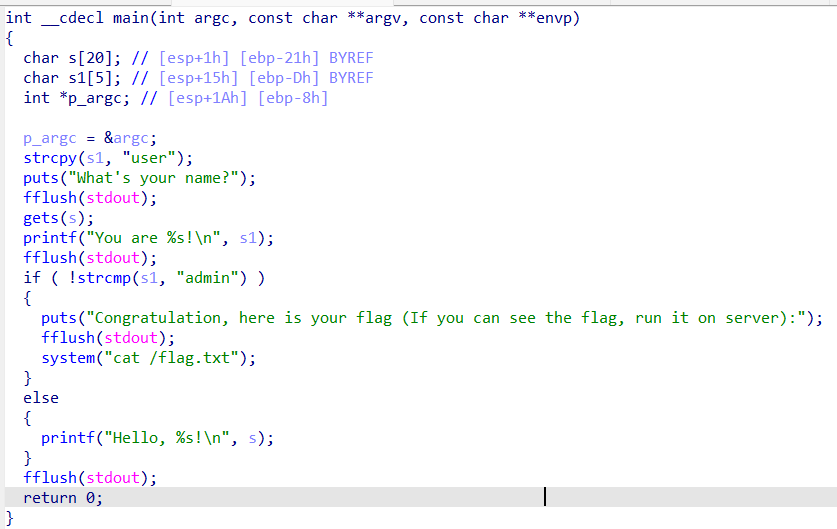 int __cdecl main(int argc, const char **argv, const char **envp)
{
  char s[20]; // [esp+1h] [ebp-21h] BYREF
  char s1[5]; // [esp+15h] [ebp-Dh] BYREF
  int *p_argc; // [esp+1Ah] [ebp-8h]

  p_argc = &argc;
  strcpy(s1, "user");
  puts("What's your name?");
  fflush(stdout);
  gets(s);
  printf("You are %s!\n", s1);
  fflush(stdout);
  if ( !strcmp(s1, "admin") )
  {
    puts("Congratulation, here is your flag (If you can see the flag, run it on server):");
    fflush(stdout);
    system("cat /flag.txt");
  }
  else
  {
    printf("Hello, %s!\n", s);
  }
  fflush(stdout);
  return 0;
}